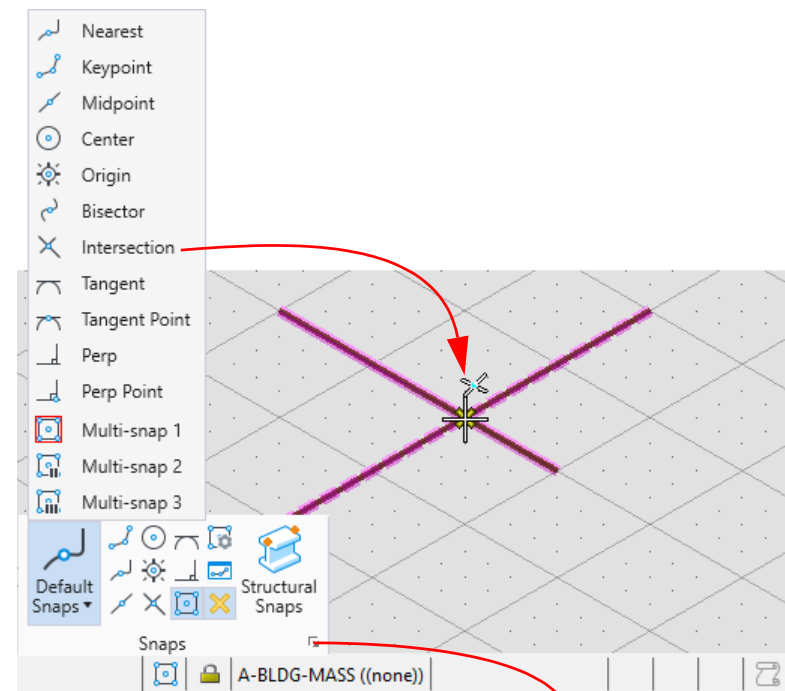 Nearest
Keypoint
Midpoint
Center
Origin
Bisector
Intersection
Tangent
Tangent Point
Perp
Perp Point
Multi-snap 1
Multi-snap 2
Multi-snap 3
Default
Snaps
Structural
Snaps
Snaps
A-BLDG-MASS ((none))